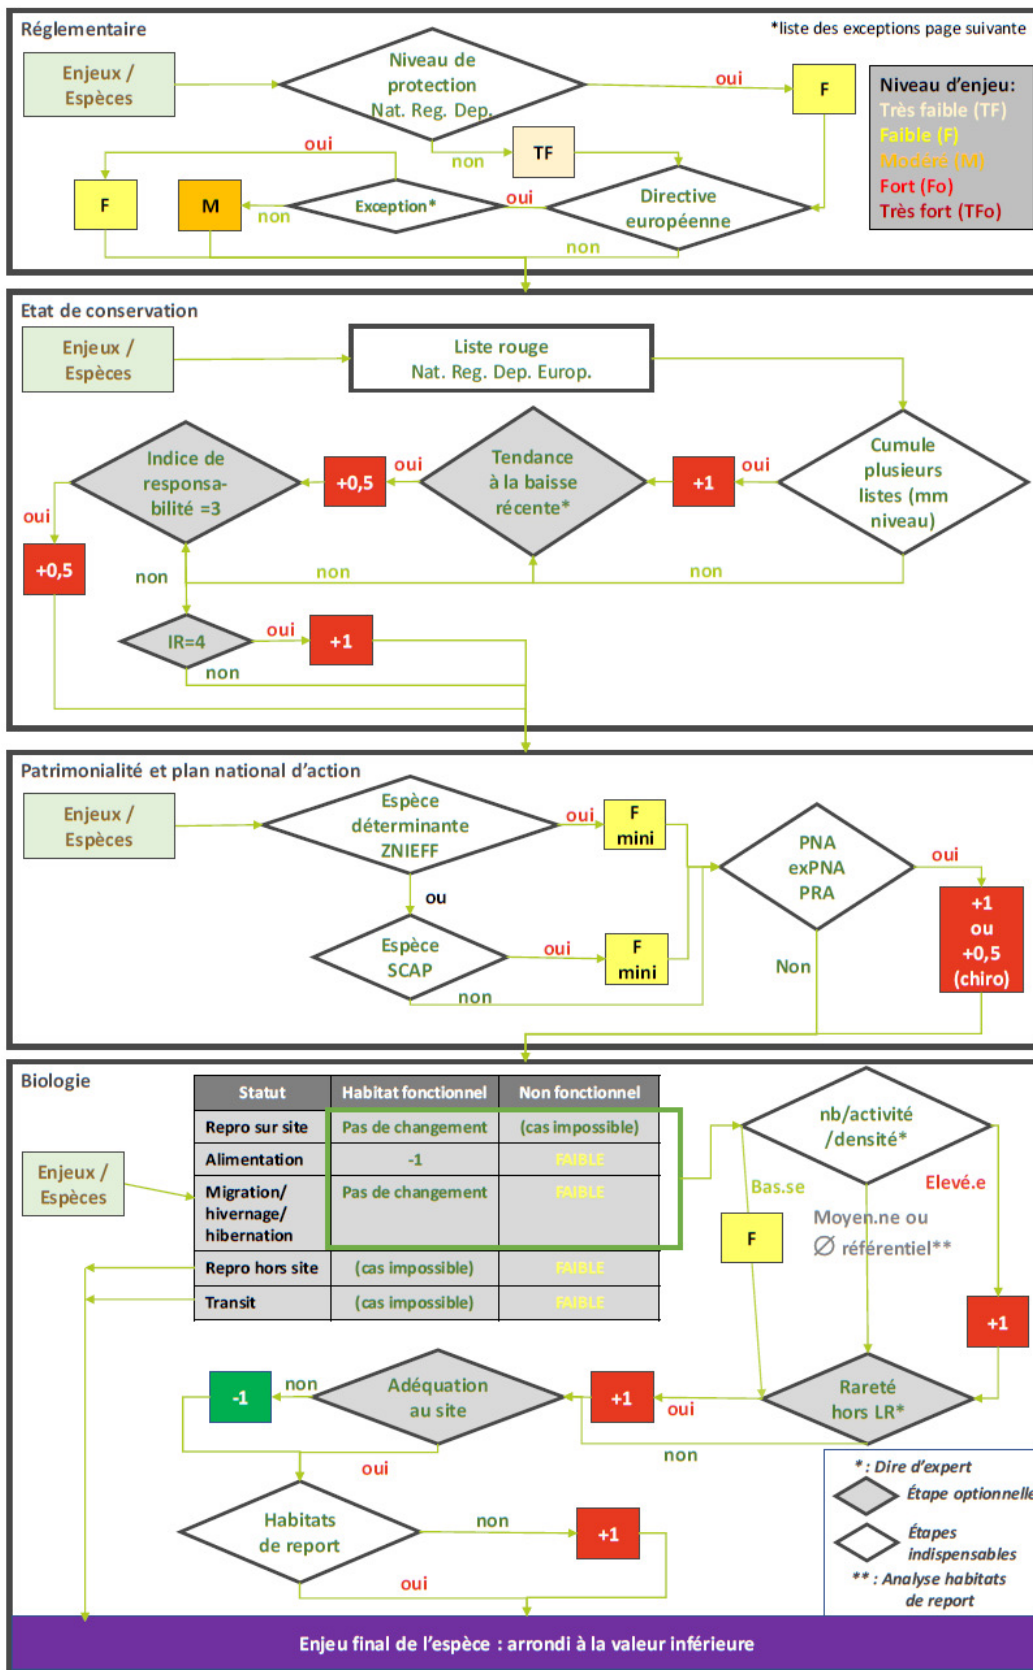 Réglementaire
*liste des exceptions page suivante
Enjeux /
Espèces
Niveau de
protection
Nat. Reg. Dep.
oui
F
Niveau d'enjeu:
Très faible (TF)
Faible (F)
Modéré (M)
Fort (Fo)
Très fort (TFo)
non
TF
oui
F
M
non
Exception*
oui
Directive
européenne
non
Etat de conservation
Enjeux /
Espèces
Liste rouge
Nat. Reg. Dep. Europ.
Cumule
plusieurs
listes (mm
niveau)
oui
+1
Tendance
à la baisse
récente*
oui
+0,5
Indice de
responsa-
bilité =3
oui
+0,5
non
non
non
IR=4
oui
+1
non
Patrimonialité et plan national d'action
Enjeux /
Espèces
Espèce
déterminante
ZNIEFF
oui
F
mini
ou
Espèce
SCAP
oui
F
mini
non
PNA
exPNA
PRA
oui
+1
ou
+0,5
(chiro)
Non
Biologie
Enjeux /
Espèces
Statut Habitat fonctionnel Non fonctionnel
Repro sur site Pas de changement (cas impossible)
Alimentation -1 FAIBLE
Migration/ Pas de changement FAIBLE
hivernage/
hibernation
Repro hors site (cas impossible) FAIBLE
Transit (cas impossible) FAIBLE
nb/activité
/densité*
Bas.se
F
Moyen.ne ou
∅ référentiel**
Elevé.e
+1
Rareté
hors LR*
oui
+1
non
Adéquation
au site
non
-1
oui
Habitats
de report
non
+1
oui
* : Dire d'expert
Étape optionnelle
Étapes
indispensables
** : Analyse habitats
de report
Enjeu final de l'espèce : arrondi à la valeur inférieure